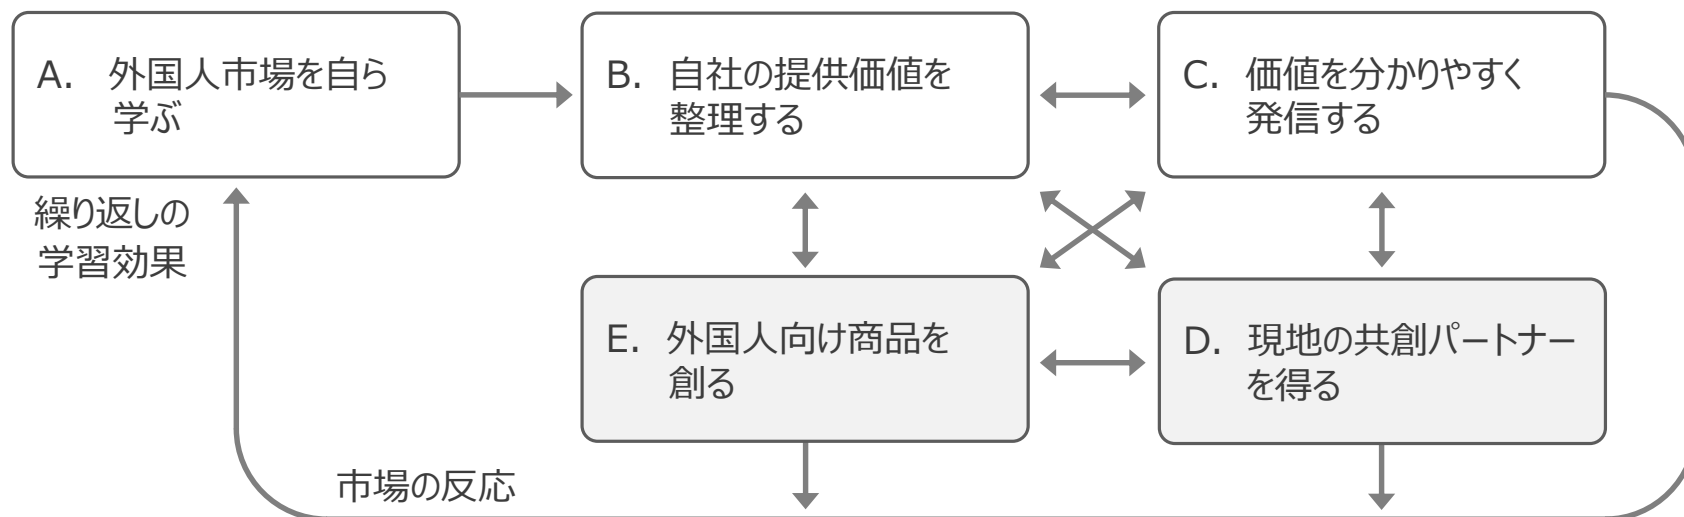 A. 外国人市場を自ら
学ぶ
B. 自社の提供価値を
整理する
C. 価値を分かりやすく
発信する
繰り返しの
学習効果
E. 外国人向け商品を
創る
D. 現地の共創パートナー
を得る
市場の反応